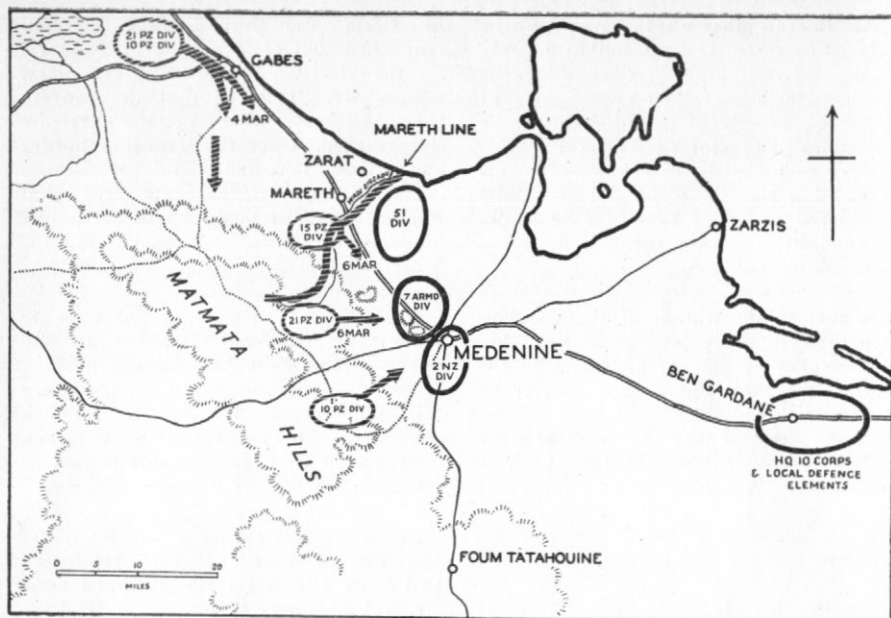 21 PZ DIV
10 PZ DIV
GABES
4 MAR
MARETH LINE
ZARAT
MARETH
51
DIV
15 PZ
DIV
6 MAR
ZARZIS
MATMATA
7 ARMD
DIV
21 PZ DIV
6 MAR
MEDENINE
2 NZ
DIV
BEN GARDANE
10 PZ DIV
HILLS
HQ 10 CORPS
& LOCAL DEFENCE
ELEMENTS
FOUM TATAHOUINE
0 10 20
MILES